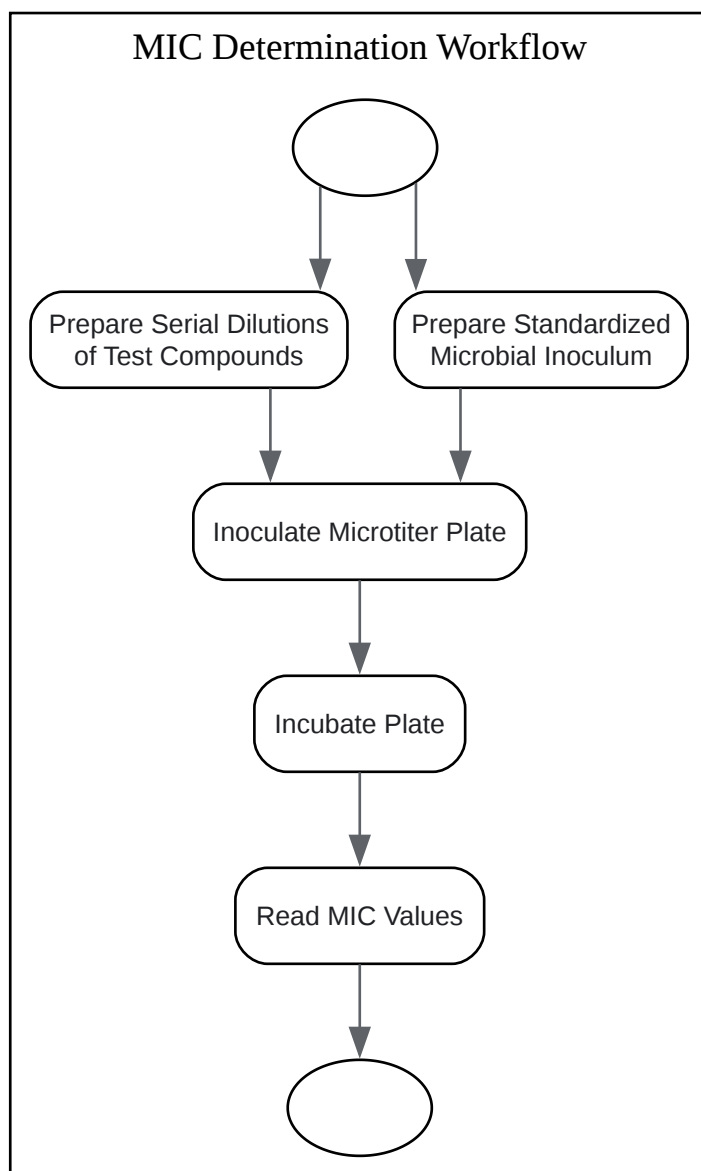 MIC Determination Workflow
Prepare Serial Dilutions
of Test Compounds
Prepare Standardized
Microbial Inoculum
Inoculate Microtiter Plate
Incubate Plate
Read MIC Values